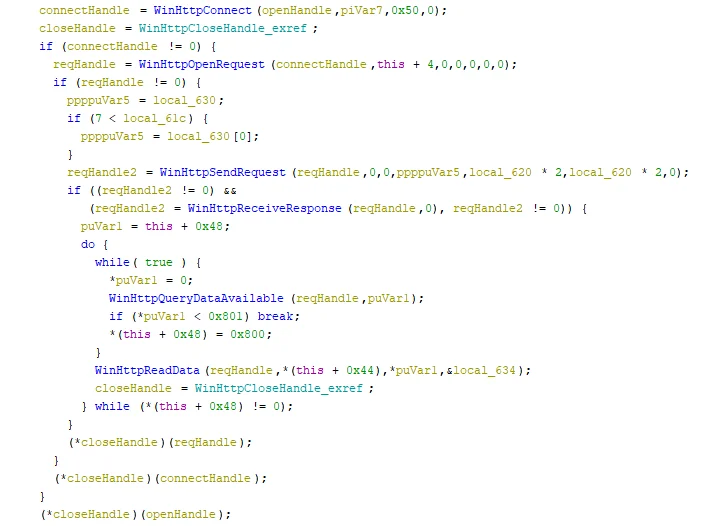 connectHandle = WinHttpConnect(openHandle,piVar7,0x50,0);
closeHandle = WinHttpCloseHandle_exref;
if (connectHandle != 0) {
reqHandle = WinHttpOpenRequest(connectHandle,this + 4,0,0,0,0,0);
if (reqHandle != 0) {
ppppuVar5 = local_630;
if (7 < local_61c) {
ppppuVar5 = local_630[0];
}
reqHandle2 = WinHttpSendRequest(reqHandle,0,0,ppppuVar5,local_620 * 2,local_620 * 2,0);
if ((reqHandle2 != 0) &&
(reqHandle2 = WinHttpReceiveResponse(reqHandle,0), reqHandle2 != 0)) {
puVar1 = this + 0x48;
do {
while( true ) {
*puVar1 = 0;
WinHttpQueryDataAvailable(reqHandle,puVar1);
if (*puVar1 < 0x801) break;
*(this + 0x48) = 0x800;
}
WinHttpReadData(reqHandle,*(this + 0x44),*puVar1,&local_634);
closeHandle = WinHttpCloseHandle_exref;
} while (*(this + 0x48) != 0);
}
(*closeHandle)(reqHandle);
}
(*closeHandle)(connectHandle);
}
(*closeHandle)(openHandle);